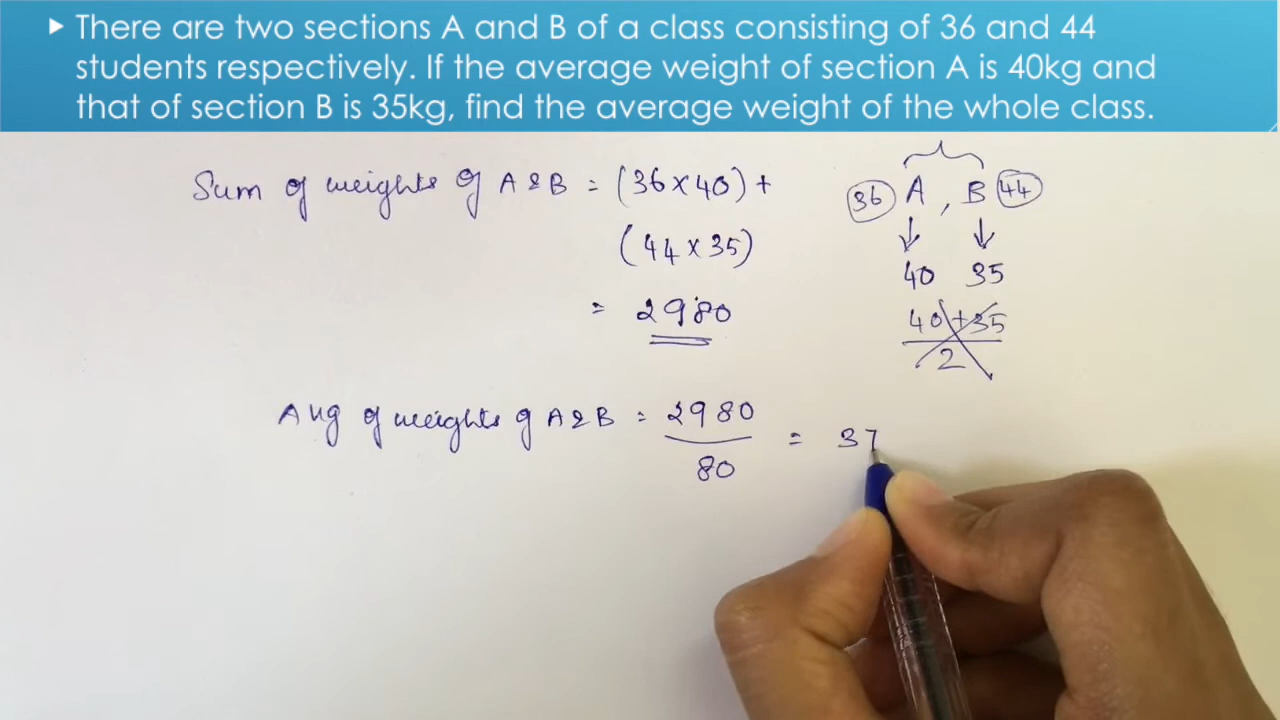 There are two sections A and B of a class consisting of 36 and 44
students respectively. If the average weight of section A is 40kg and
that of section B is 35kg, find the average weight of the whole class.
Sum of weights of A & B = (36 x 40) +
(44 x 35)
= 2980
36 A , B 44
40 35
40 + 35
2
Avg of weights of A & B = 2980
80
= 37